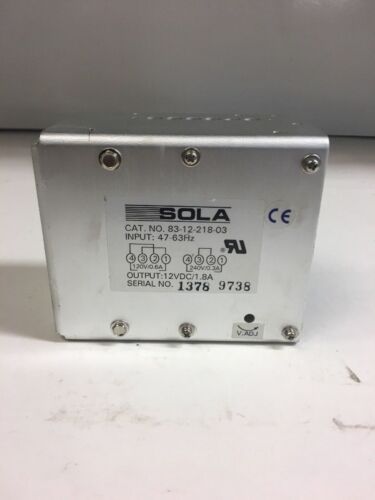 SOLA
CE
CAT. NO. 83-12-218-03
INPUT: 47-63Hz
4 3 2 1 4 3 2 1
120V/0.6A 240V/0.3A
OUTPUT:12VDC/1.8A
SERIAL NO. 1378 9738
V.ADJ